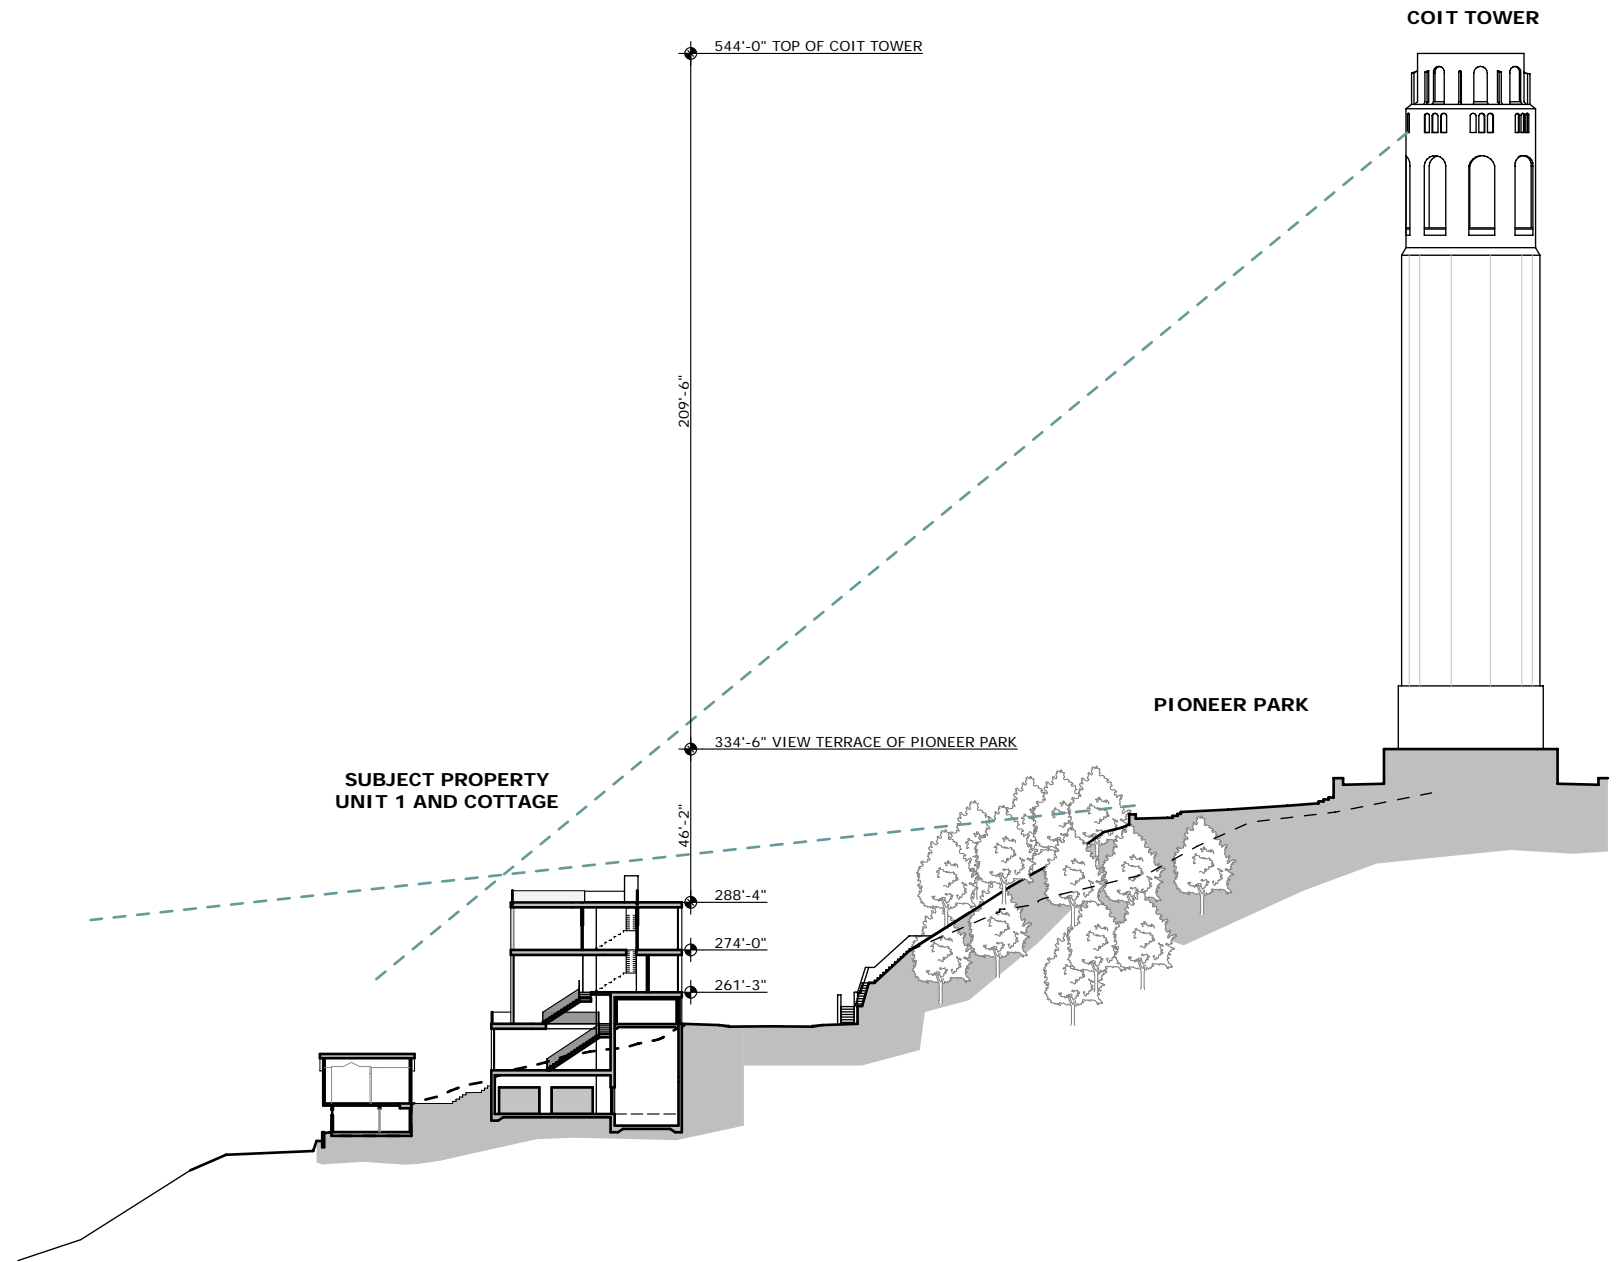 COIT TOWER
544'-0" TOP OF COIT TOWER
209'-6"
PIONEER PARK
334'-6" VIEW TERRACE OF PIONEER PARK
SUBJECT PROPERTY
UNIT 1 AND COTTAGE
46'-2"
288'-4"
274'-0"
261'-3"